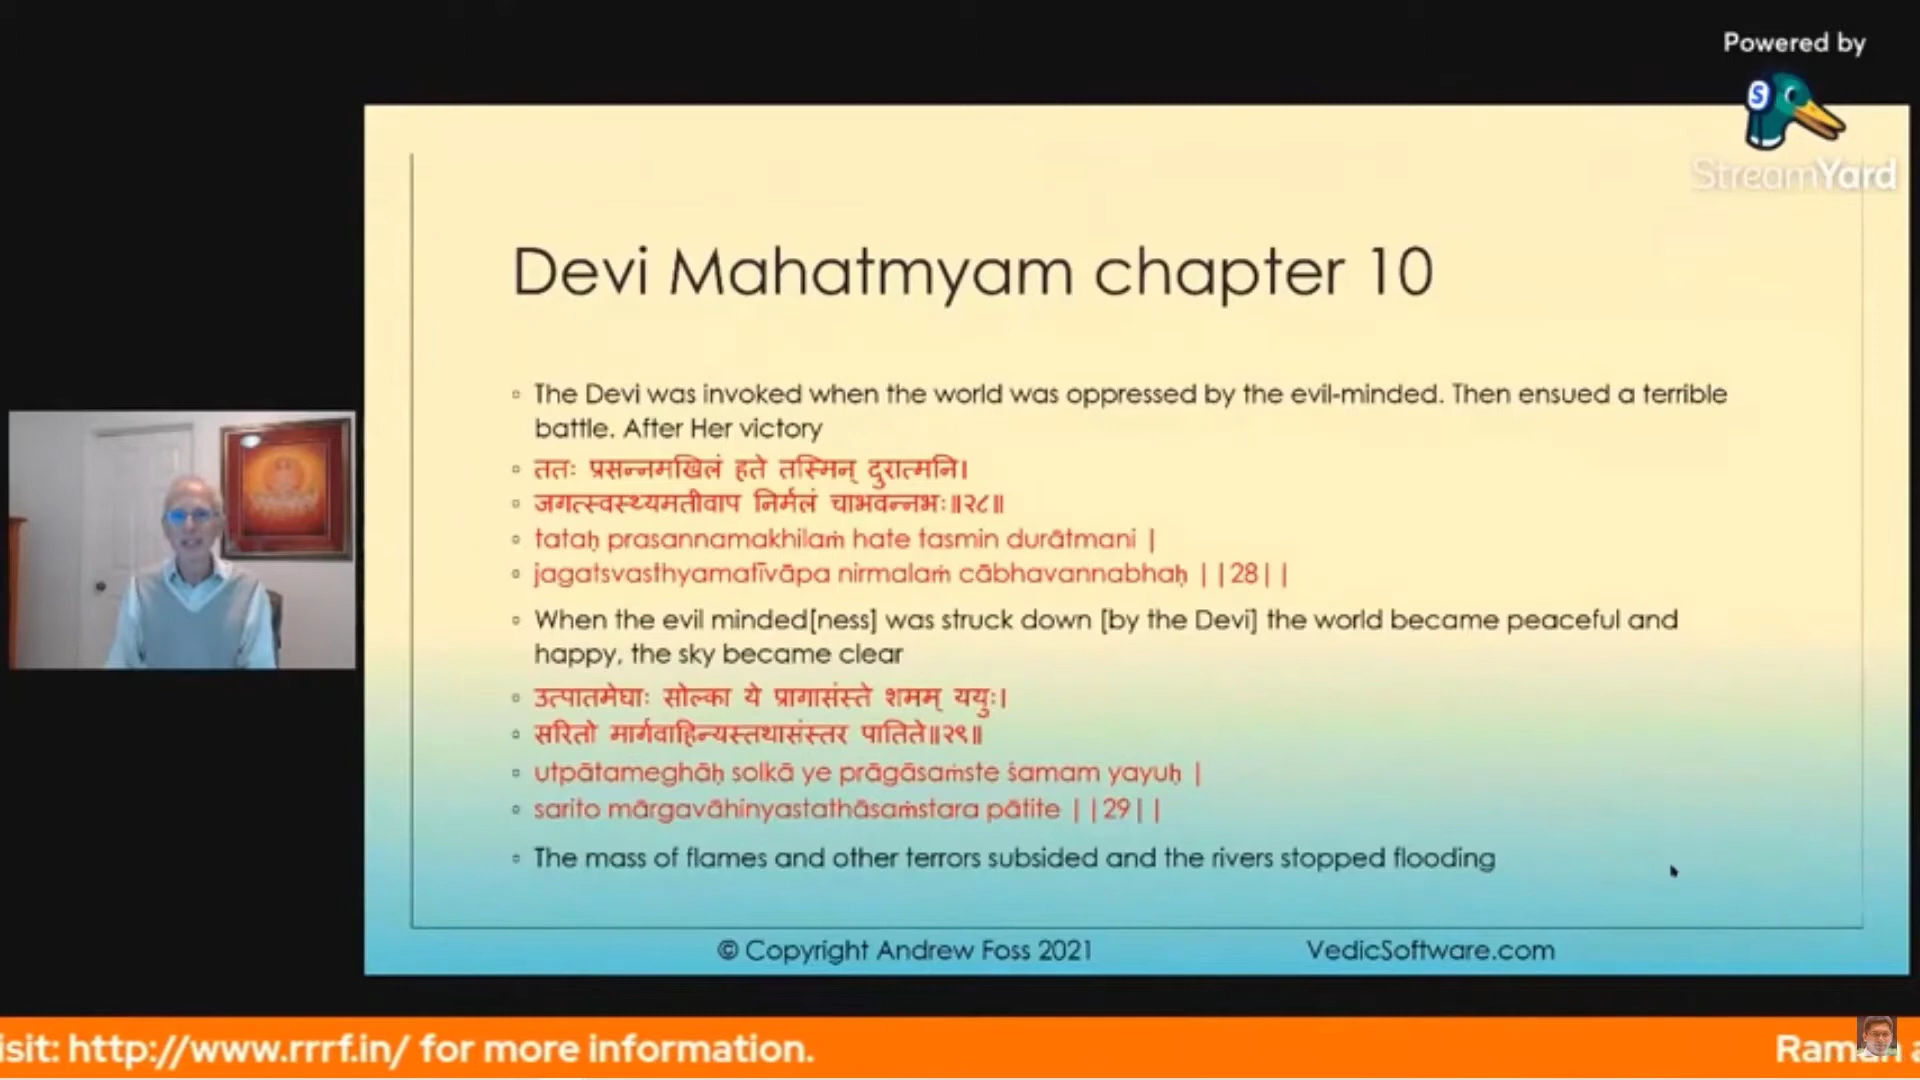 Powered by
S
StreamYard
Devi Mahatmyam chapter 10
The Devi was invoked when the world was oppressed by the evil-minded. Then ensued a terrible
battle. After Her victory
ततः प्रसन्नमखिलं हते तस्मिन् दुरात्मनि।
जगत्स्वस्थ्यमतीवाप निर्मलं चाभवन्नभः॥२८॥
tataḥ prasannamakhilaṁ hate tasmin durātmani |
jagatsvasthyamatīvāpa nirmalaṁ cābhavannabhaḥ ||28||
When the evil minded[ness] was struck down [by the Devi] the world became peaceful and
happy, the sky became clear
उत्पातमेघाः सोल्का ये प्रागासंस्ते शमम् ययुः।
सरितो मार्गवाहिन्यस्तथासंस्तर पातिते॥२९॥
utpātameghāḥ solkā ye prāgāsaṁste śamam yayuḥ |
sarito mārgavāhinyastathāsaṁstara pātite ||29||
The mass of flames and other terrors subsided and the rivers stopped flooding
© Copyright Andrew Foss 2021 VedicSoftware.com
isit: http://www.rrrf.in/ for more information. Raman a